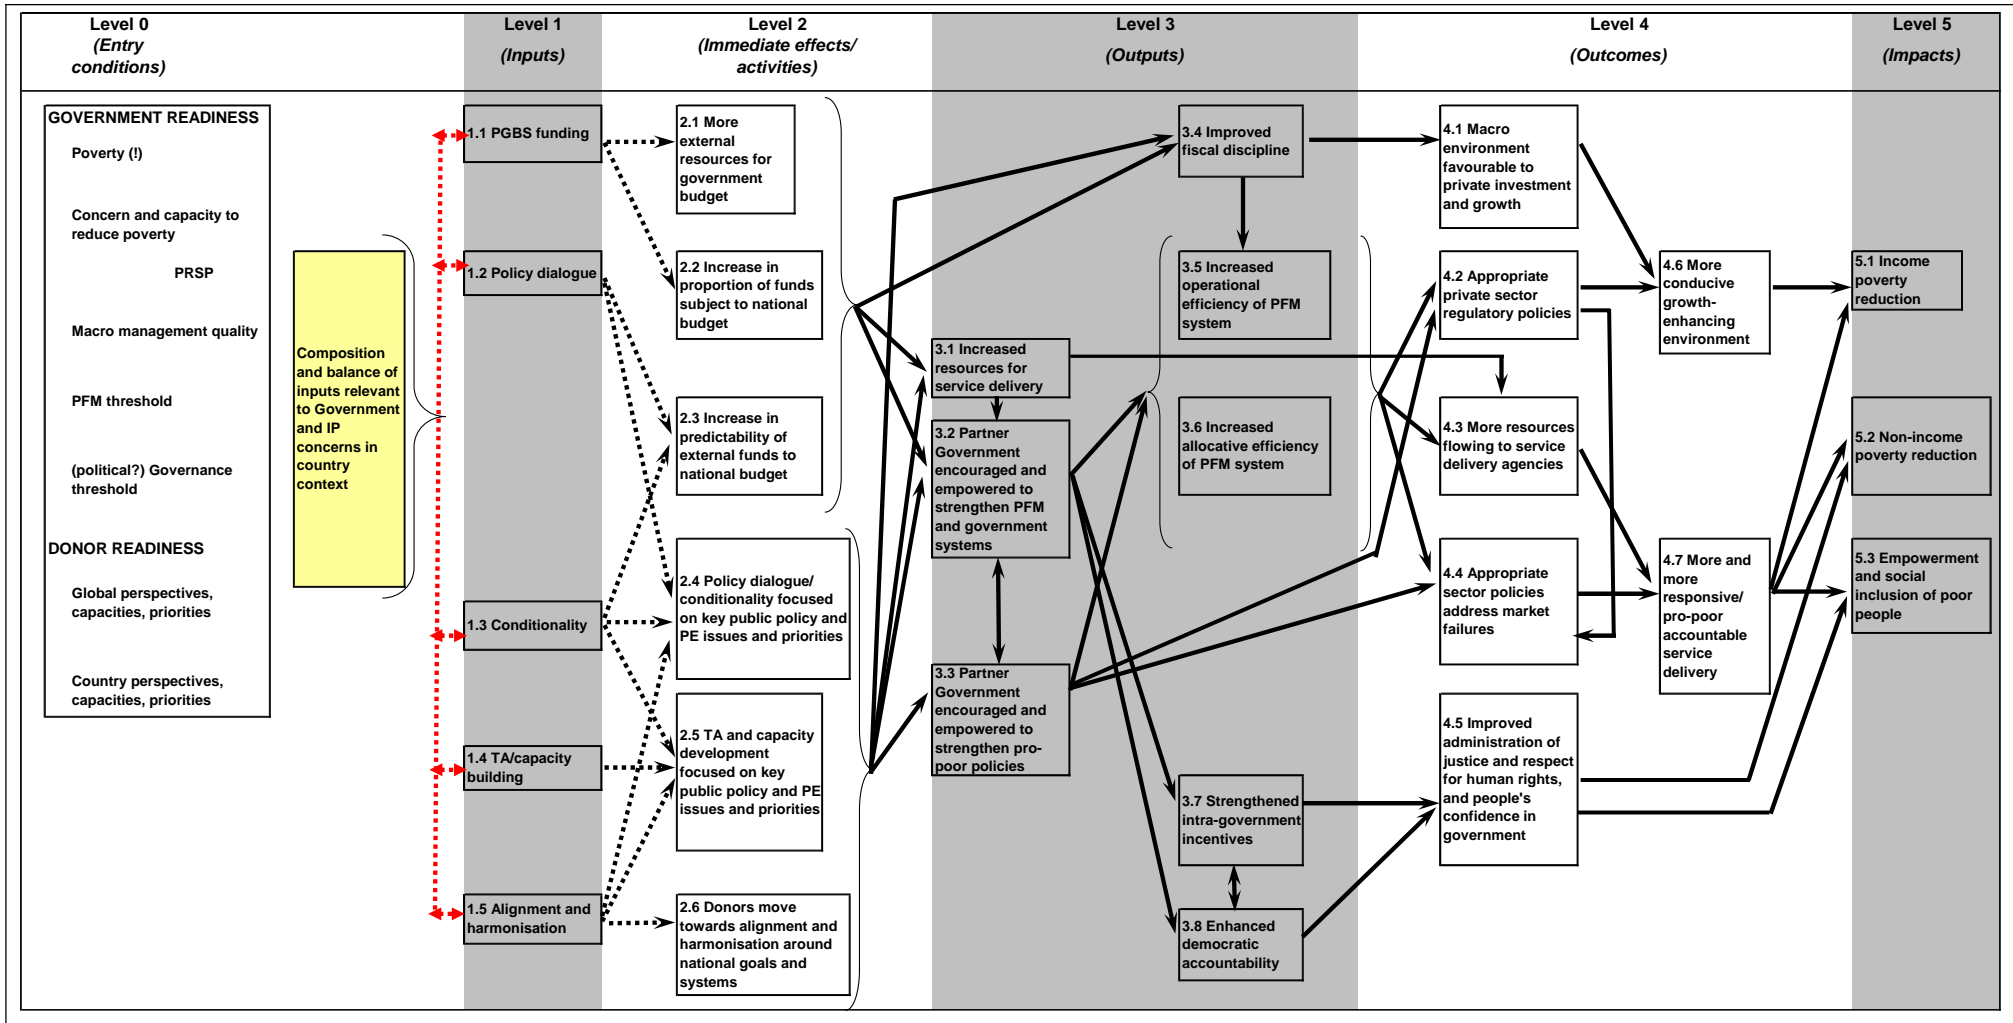 Level 0
(Entry
conditions)
Level 1
(Inputs)
Level 2
(Immediate effects/
activities)
Level 3
(Outputs)
Level 4
(Outcomes)
Level 5
(Impacts)
GOVERNMENT READINESS
Poverty (!)
Concern and capacity to
reduce poverty
PRSP
Macro management quality
PFM threshold
(political?) Governance
threshold
DONOR READINESS
Global perspectives,
capacities, priorities
Country perspectives,
capacities, priorities
Composition
and balance of
inputs relevant
to Government
and IP
concerns in
country
context
1.1 PGBS funding
1.2 Policy dialogue
1.3 Conditionality
1.4 TA/capacity
building
1.5 Alignment and
harmonisation
2.1 More
external
resources for
government
budget
2.2 Increase in
proportion of funds
subject to national
budget
2.3 Increase in
predictability of
external funds to
national budget
2.4 Policy dialogue/
conditionality focused
on key public policy and
PE issues and priorities
2.5 TA and capacity
development
focused on key
public policy and PE
issues and priorities
2.6 Donors move
towards alignment and
harmonisation around
national goals and
systems
3.1 Increased
resources for
service delivery
3.2 Partner
Government
encouraged and
empowered to
strengthen PFM
and government
systems
3.3 Partner
Government
encouraged and
empowered to
strengthen pro-
poor policies
3.4 Improved
fiscal discipline
3.5 Increased
operational
efficiency of PFM
system
3.6 Increased
allocative efficiency
of PFM system
3.7 Strengthened
intra-government
incentives
3.8 Enhanced
democratic
accountability
4.1 Macro
environment
favourable to
private investment
and growth
4.2 Appropriate
private sector
regulatory policies
4.3 More resources
flowing to service
delivery agencies
4.4 Appropriate
sector policies
address market
failures
4.5 Improved
administration of
justice and respect
for human rights,
and people's
confidence in
government
4.6 More
conducive
growth-
enhancing
environment
4.7 More and
more
responsive/
pro-poor
accountable
service
delivery
5.1 Income
poverty
reduction
5.2 Non-income
poverty reduction
5.3 Empowerment
and social
inclusion of poor
people